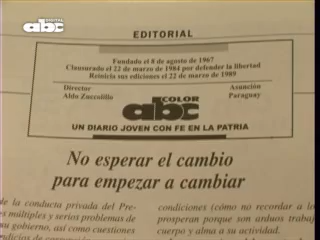 abc DIGITAL
EDITORIAL
Fundado el 8 de agosto de 1967
Clausurado el 22 de marzo de 1984 por defender la libertad
Reinicia sus ediciones el 22 de marzo de 1989
Director Asunción
Aldo Zuccolillo Paraguay
abc COLOR
UN DIARIO JOVEN CON FE EN LA PATRIA
No esperar el cambio
para empezar a cambiar
de la conducta privada del Pre-
es múltiples y serios problemas de
su gobierno, así como cuestiones
condiciones (cómo no recordar a lo
prosperan porque son arduos trabaj
cuerpo y alma a su actividad.